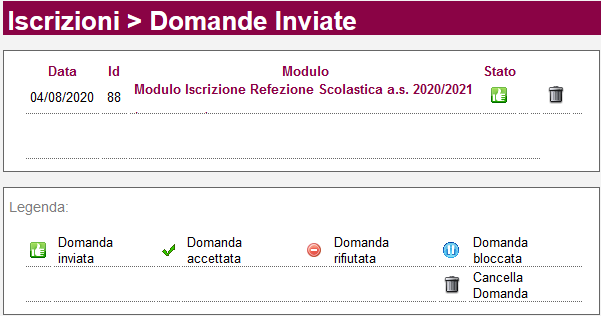 Iscrizioni > Domande Inviate
Data Id Modulo Stato
04/08/2020 88 Modulo Iscrizione Refezione Scolastica a.s. 2020/2021
Legenda:
Domanda inviata Domanda accettata Domanda rifiutata Domanda bloccata
Cancella Domanda